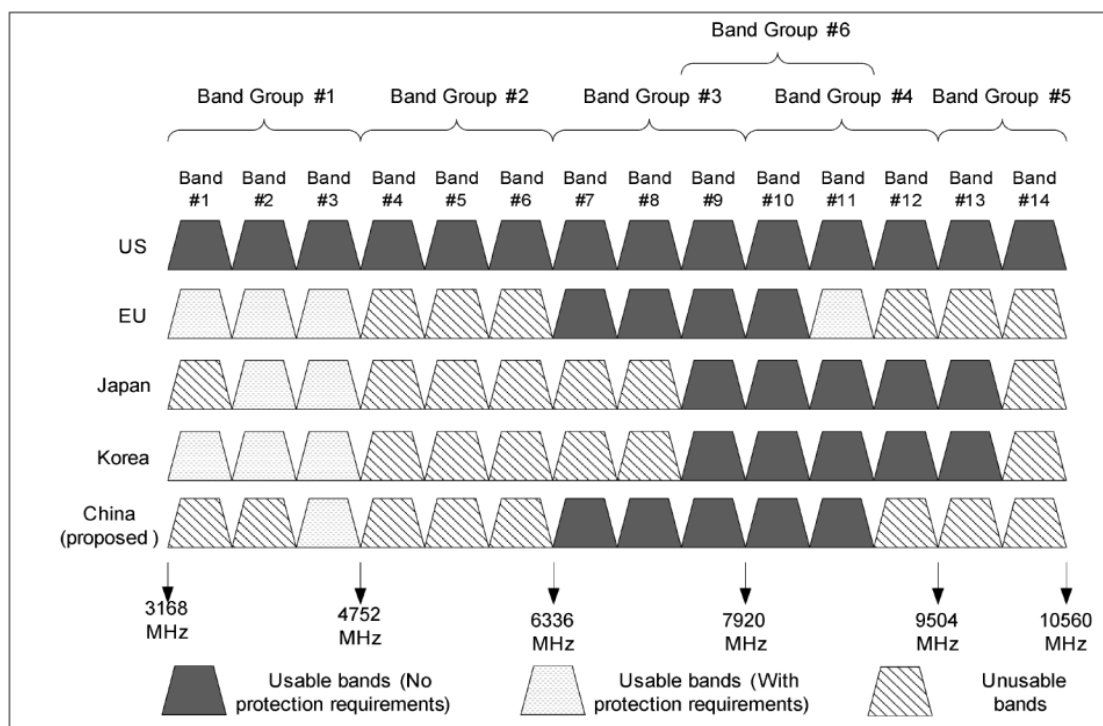 Band Group #6
Band Group #1 Band Group #2 Band Group #3 Band Group #4 Band Group #5
Band Band Band Band Band Band Band Band Band Band Band Band Band Band
#1 #2 #3 #4 #5 #6 #7 #8 #9 #10 #11 #12 #13 #14
US
EU
Japan
Korea
China
(proposed )
3168 4752 6336 7920 9504 10560
MHz MHz MHz MHz MHz MHz
Usable bands (No Usable bands (With Unusable
protection requirements) protection requirements) bands